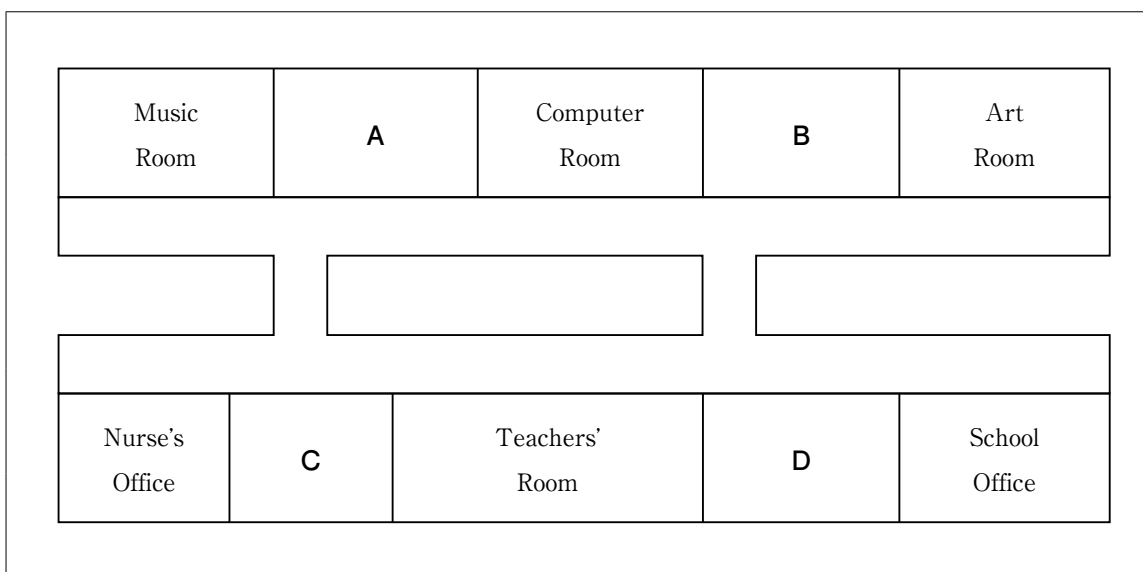 Music
Room
A
Computer
Room
B
Art
Room
Nurse's
Office
C
Teachers'
Room
D
School
Office